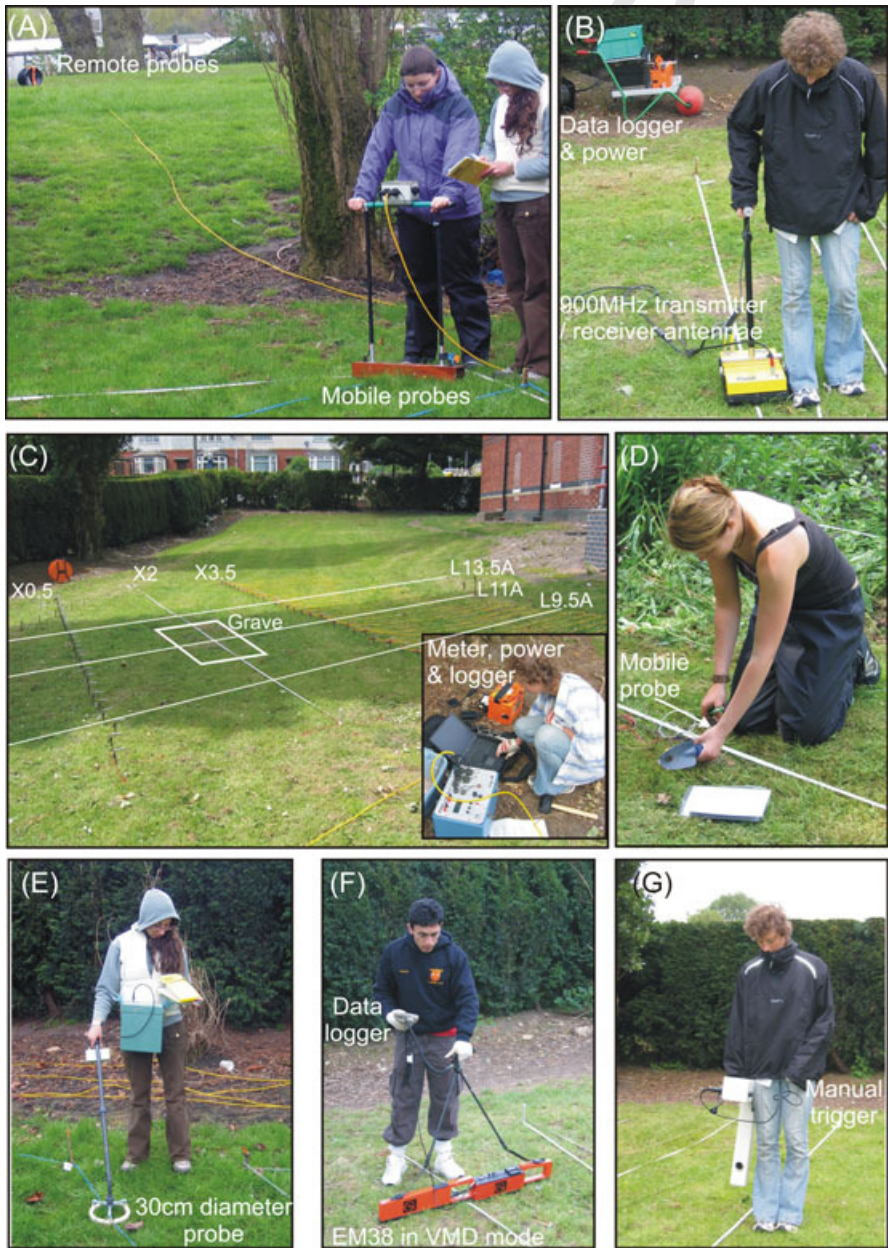 (A)
Remote probes
Mobile probes
(B)
Data logger
& power
900MHz transmitter
/ receiver antennae
(C)
X0.5
X2
X3.5
L13.5A
L11A
L9.5A
Grave
Meter, power
& logger
(D)
Mobile
probe
(E)
30cm diameter
probe
(F)
Data
logger
EM38 in VMD mode
(G)
Manual
trigger